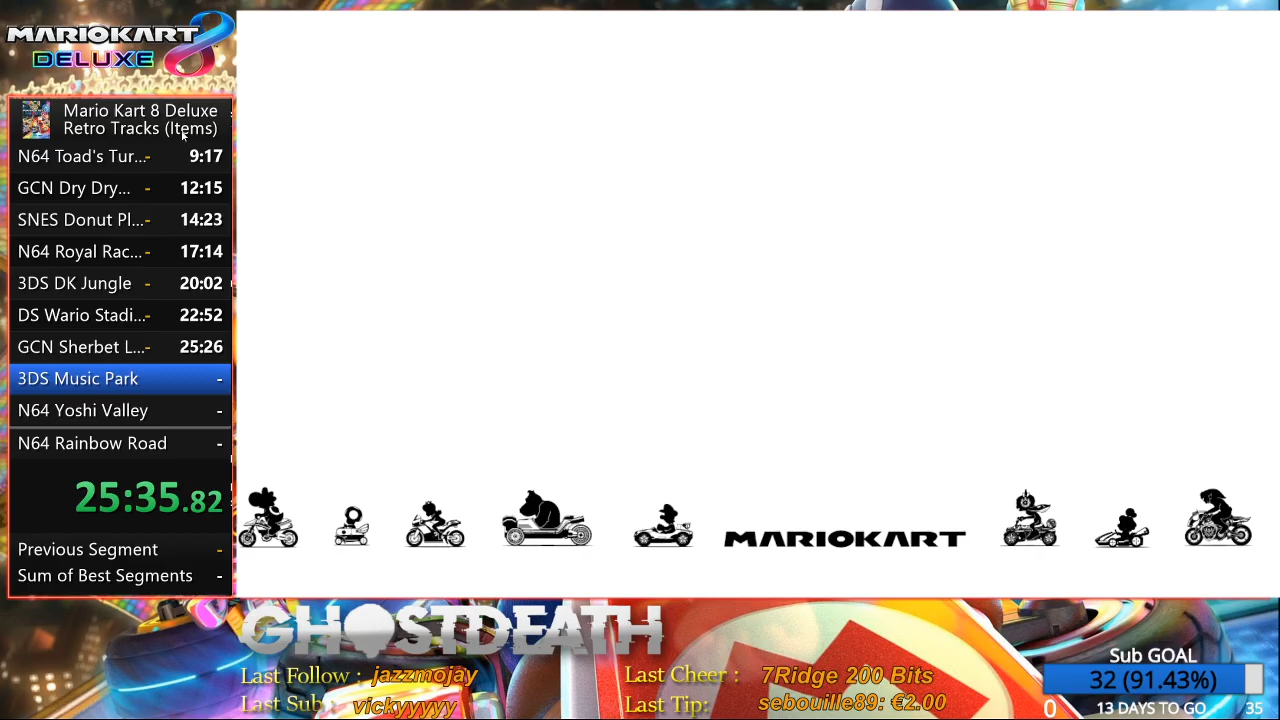 MARIOKART 8
DELUXE
Mario Kart 8 Deluxe
Retro Tracks (Items)
N64 Toad's Tur... - 9:17
GCN Dry Dry... - 12:15
SNES Donut Pl... - 14:23
N64 Royal Rac... - 17:14
3DS DK Jungle - 20:02
DS Wario Stadi... - 22:52
GCN Sherbet L... - 25:26
3DS Music Park -
N64 Yoshi Valley -
N64 Rainbow Road -
25:35.82
Previous Segment -
Sum of Best Segments -
MARIOKART
GHOSTDEATH
Last Follow : jazzmojay
Last Sub : vickyyyyy
Last Cheer : 7Ridge 200 Bits
Last Tip: sebouille89: €2.00
Sub GOAL
32 (91.43%)
0 13 DAYS TO GO 35